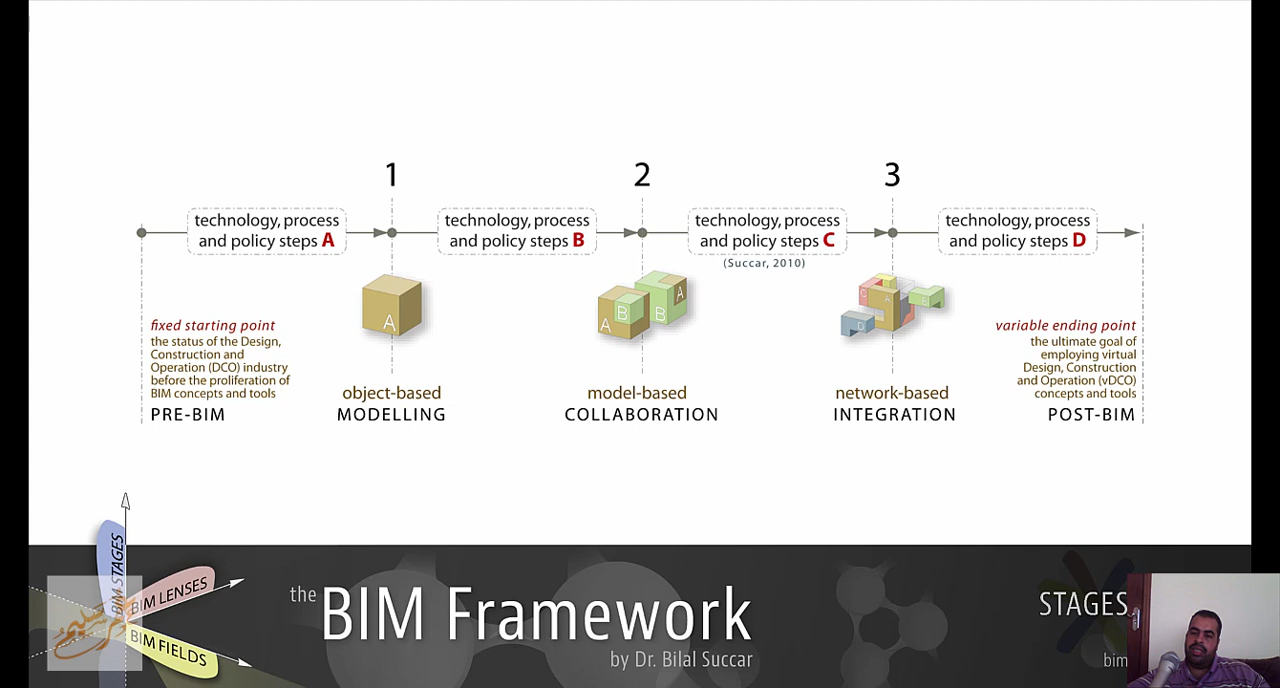 1
2
3
technology, process
and policy steps A
technology, process
and policy steps B
technology, process
and policy steps C
(Succar, 2010)
technology, process
and policy steps D
A
A
B
B
A
C
A
B
D
fixed starting point
the status of the Design,
Construction and
Operation (DCO) industry
before the proliferation of
BIM concepts and tools
PRE-BIM
object-based
MODELLING
model-based
COLLABORATION
network-based
INTEGRATION
variable ending point
the ultimate goal of
employing virtual
Design, Construction
and Operation (vDCO)
concepts and tools
POST-BIM
BIM STAGES
BIM LENSES
BIM FIELDS
the BIM Framework
by Dr. Bilal Succar
STAGES
bim